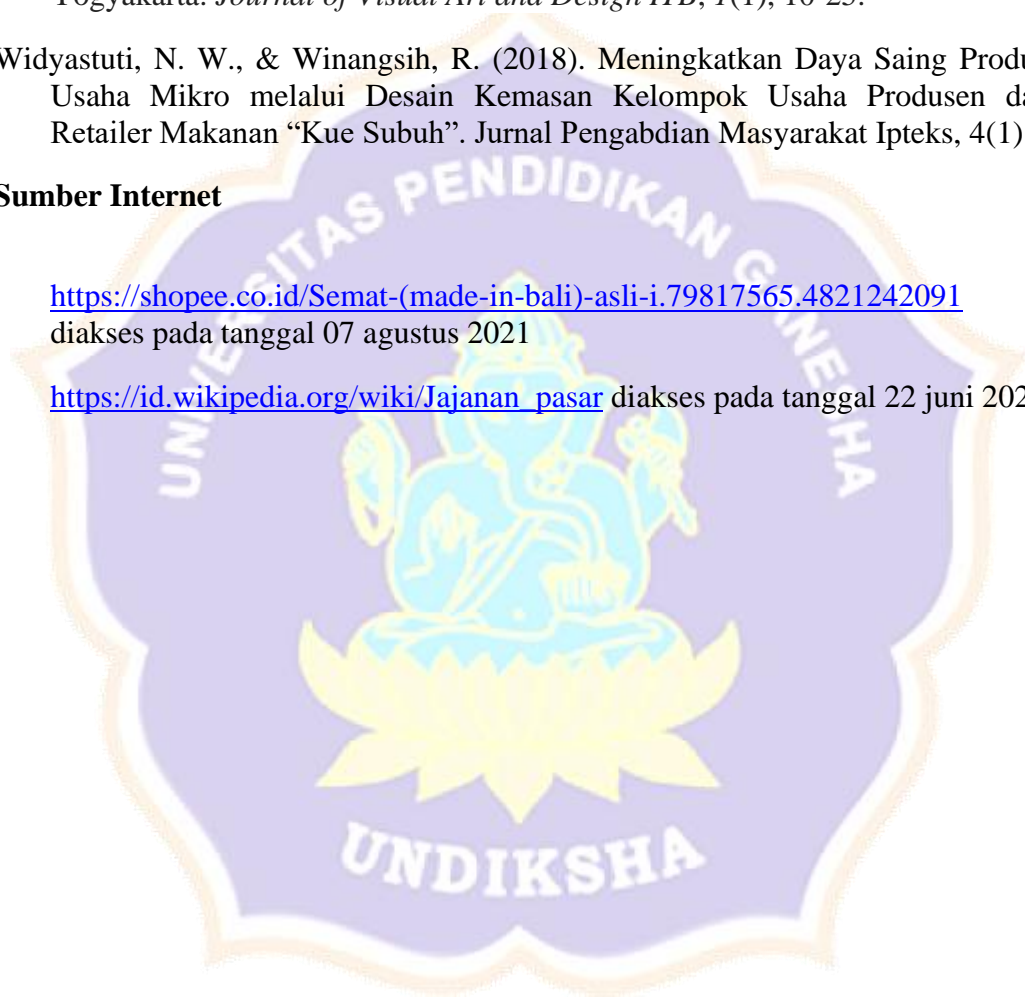 Yogyakarta. Journal of Visual Art and Design ITB, 1(1), 10-23.
Widyastuti, N. W., & Winangsih, R. (2018). Meningkatkan Daya Saing Produ
Usaha Mikro melalui Desain Kemasan Kelompok Usaha Produsen da
Retailer Makanan “Kue Subuh”. Jurnal Pengabdian Masyarakat Ipteks, 4(1)
Sumber Internet
https://shopee.co.id/Semat-(made-in-bali)-asli-i.79817565.4821242091
diakses pada tanggal 07 agustus 2021
https://id.wikipedia.org/wiki/Jajanan_pasar diakses pada tanggal 22 juni 202
UNIVERSITAS PENDIDIKAN GANESHA
UNDIKSHA